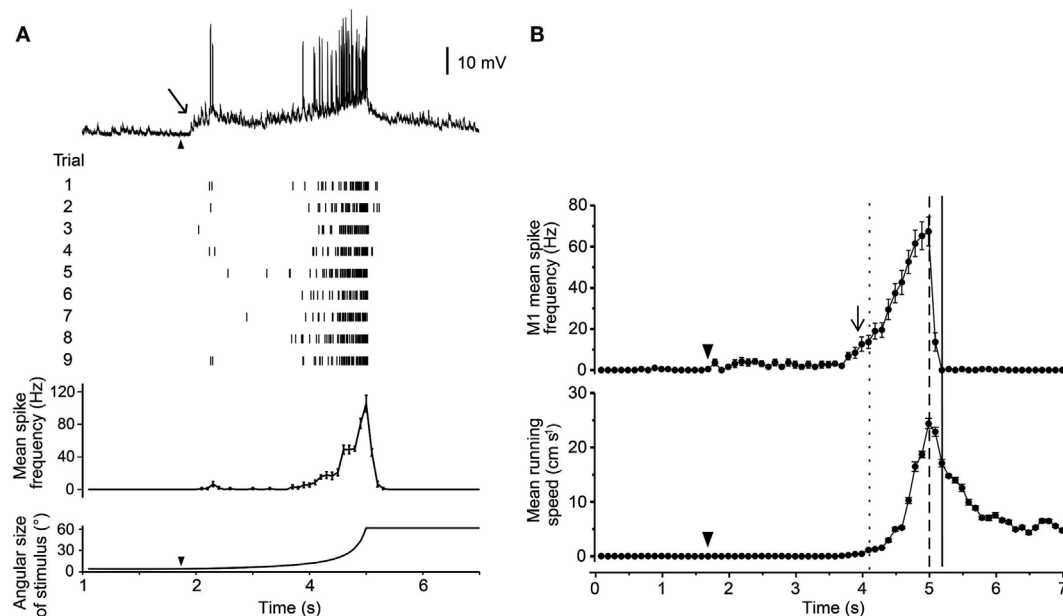 A
10 mV
Trial
1
2
3
4
5
6
7
8
9
Mean spike
frequency (Hz)
120
80
40
0
Angular size
of stimulus (°)
60
30
0
1
2
4
6
Time (s)
B
M1 mean spike
frequency (Hz)
80
60
40
20
0
Mean running
speed (cm s¹)
30
20
10
0
0
1
2
3
4
5
6
7
Time (s)